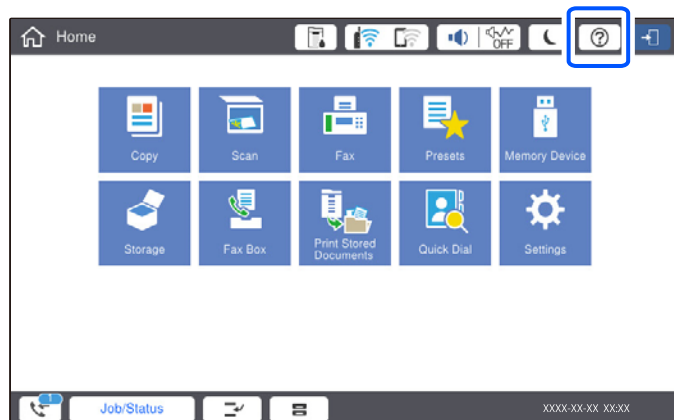 Home
OFF
?
Copy
Scan
Fax
Presets
Memory Device
Storage
Fax Box
Print Stored
Documents
Quick Dial
Settings
1
Job/Status
XXXX-XX-XX XX:XX